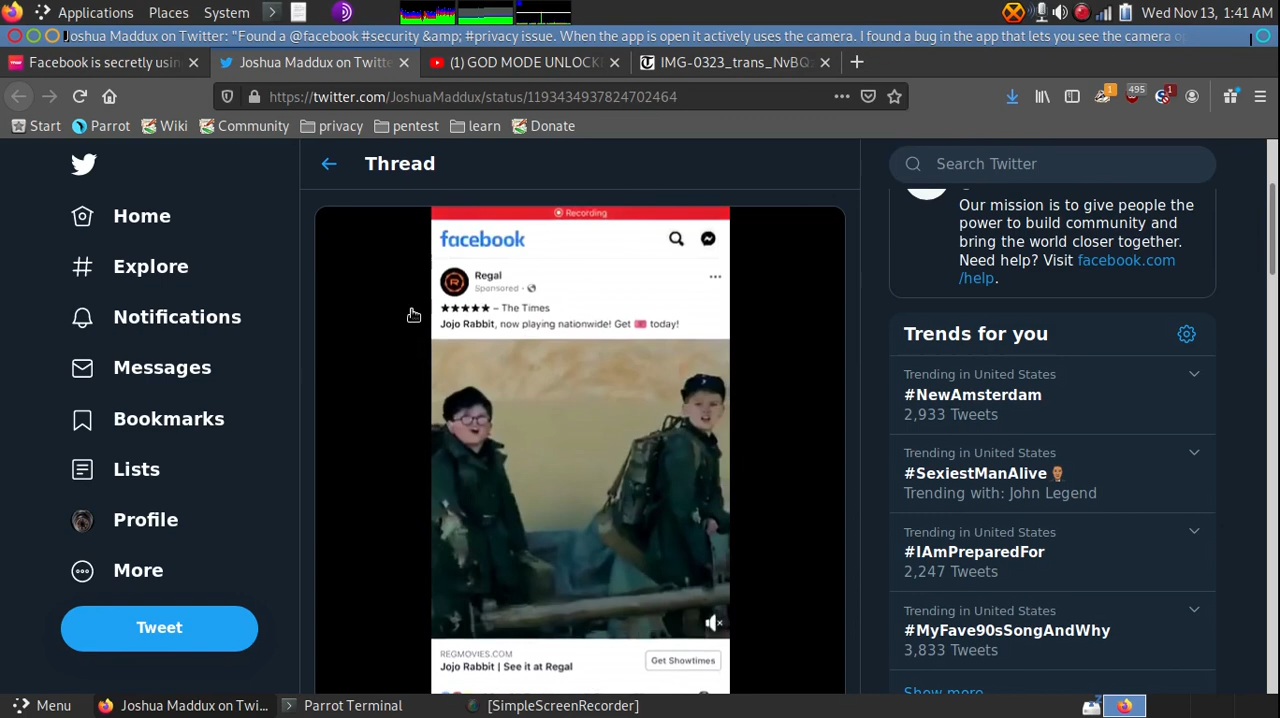 Applications Places System Wed Nov 13, 1:41 AM
Joshua Maddux on Twitter: "Found a @facebook #security &amp; #privacy issue. When the app is open it actively uses the camera. I found a bug in the app that lets you see the camera
Facebook is secretly usin
Joshua Maddux on Twitte
(1) GOD MODE UNLOCK
IMG-0323_trans_NvBQ
https://twitter.com/JoshuaMaddux/status/1193434937824702464
1
495
1
Start Parrot Wiki Community privacy pentest learn Donate
Home
Explore
Notifications
Messages
Bookmarks
Lists
Profile
More
Tweet
Thread
Recording
facebook
Regal
Sponsored ·
★★★★★ – The Times
Jojo Rabbit, now playing nationwide! Get 🎟 today!
REGMOVIES.COM
Jojo Rabbit | See it at Regal
Get Showtimes
Search Twitter
Our mission is to give people the
power to build community and
bring the world closer together.
Need help? Visit facebook.com
/help.
Trends for you
Trending in United States
#NewAmsterdam
2,933 Tweets
Trending in United States
#SexiestManAlive
Trending with: John Legend
Trending in United States
#IAmPreparedFor
2,247 Tweets
Trending in United States
#MyFave90sSongAndWhy
3,833 Tweets
Show more
Menu Joshua Maddux on Twi... Parrot Terminal [SimpleScreenRecorder]